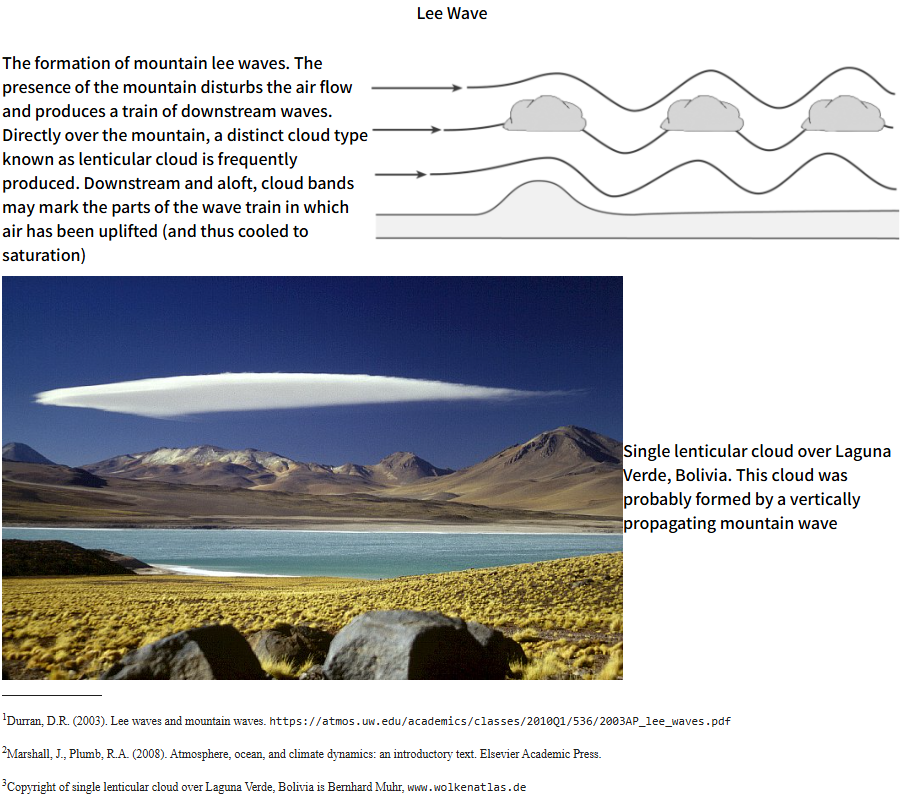 Lee Wave
The formation of mountain lee waves. The
presence of the mountain disturbs the air flow
and produces a train of downstream waves.
Directly over the mountain, a distinct cloud type
known as lenticular cloud is frequently
produced. Downstream and aloft, cloud bands
may mark the parts of the wave train in which
air has been uplifted (and thus cooled to
saturation)
Single lenticular cloud over Laguna
Verde, Bolivia. This cloud was
probably formed by a vertically
propagating mountain wave
1Durran, D.R. (2003). Lee waves and mountain waves. https://atmos.uw.edu/academics/classes/2010Q1/536/2003AP_lee_waves.pdf
2Marshall, J., Plumb, R.A. (2008). Atmosphere, ocean, and climate dynamics: an introductory text. Elsevier Academic Press.
3Copyright of single lenticular cloud over Laguna Verde, Bolivia is Bernhard Muhr, www.wolkenatlas.de